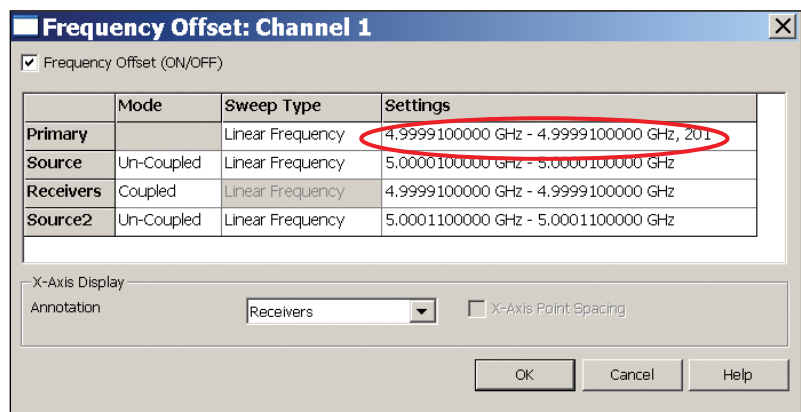 Frequency Offset: Channel 1
Frequency Offset (ON/OFF)
Mode Sweep Type Settings
Primary Linear Frequency 4.9999100000 GHz - 4.9999100000 GHz, 201
Source Un-Coupled Linear Frequency 5.0000100000 GHz - 5.0000100000 GHz
Receivers Coupled Linear Frequency 4.9999100000 GHz - 4.9999100000 GHz
Source2 Un-Coupled Linear Frequency 5.0001100000 GHz - 5.0001100000 GHz
X-Axis Display
Annotation Receivers X-Axis Point Spacing
OK Cancel Help